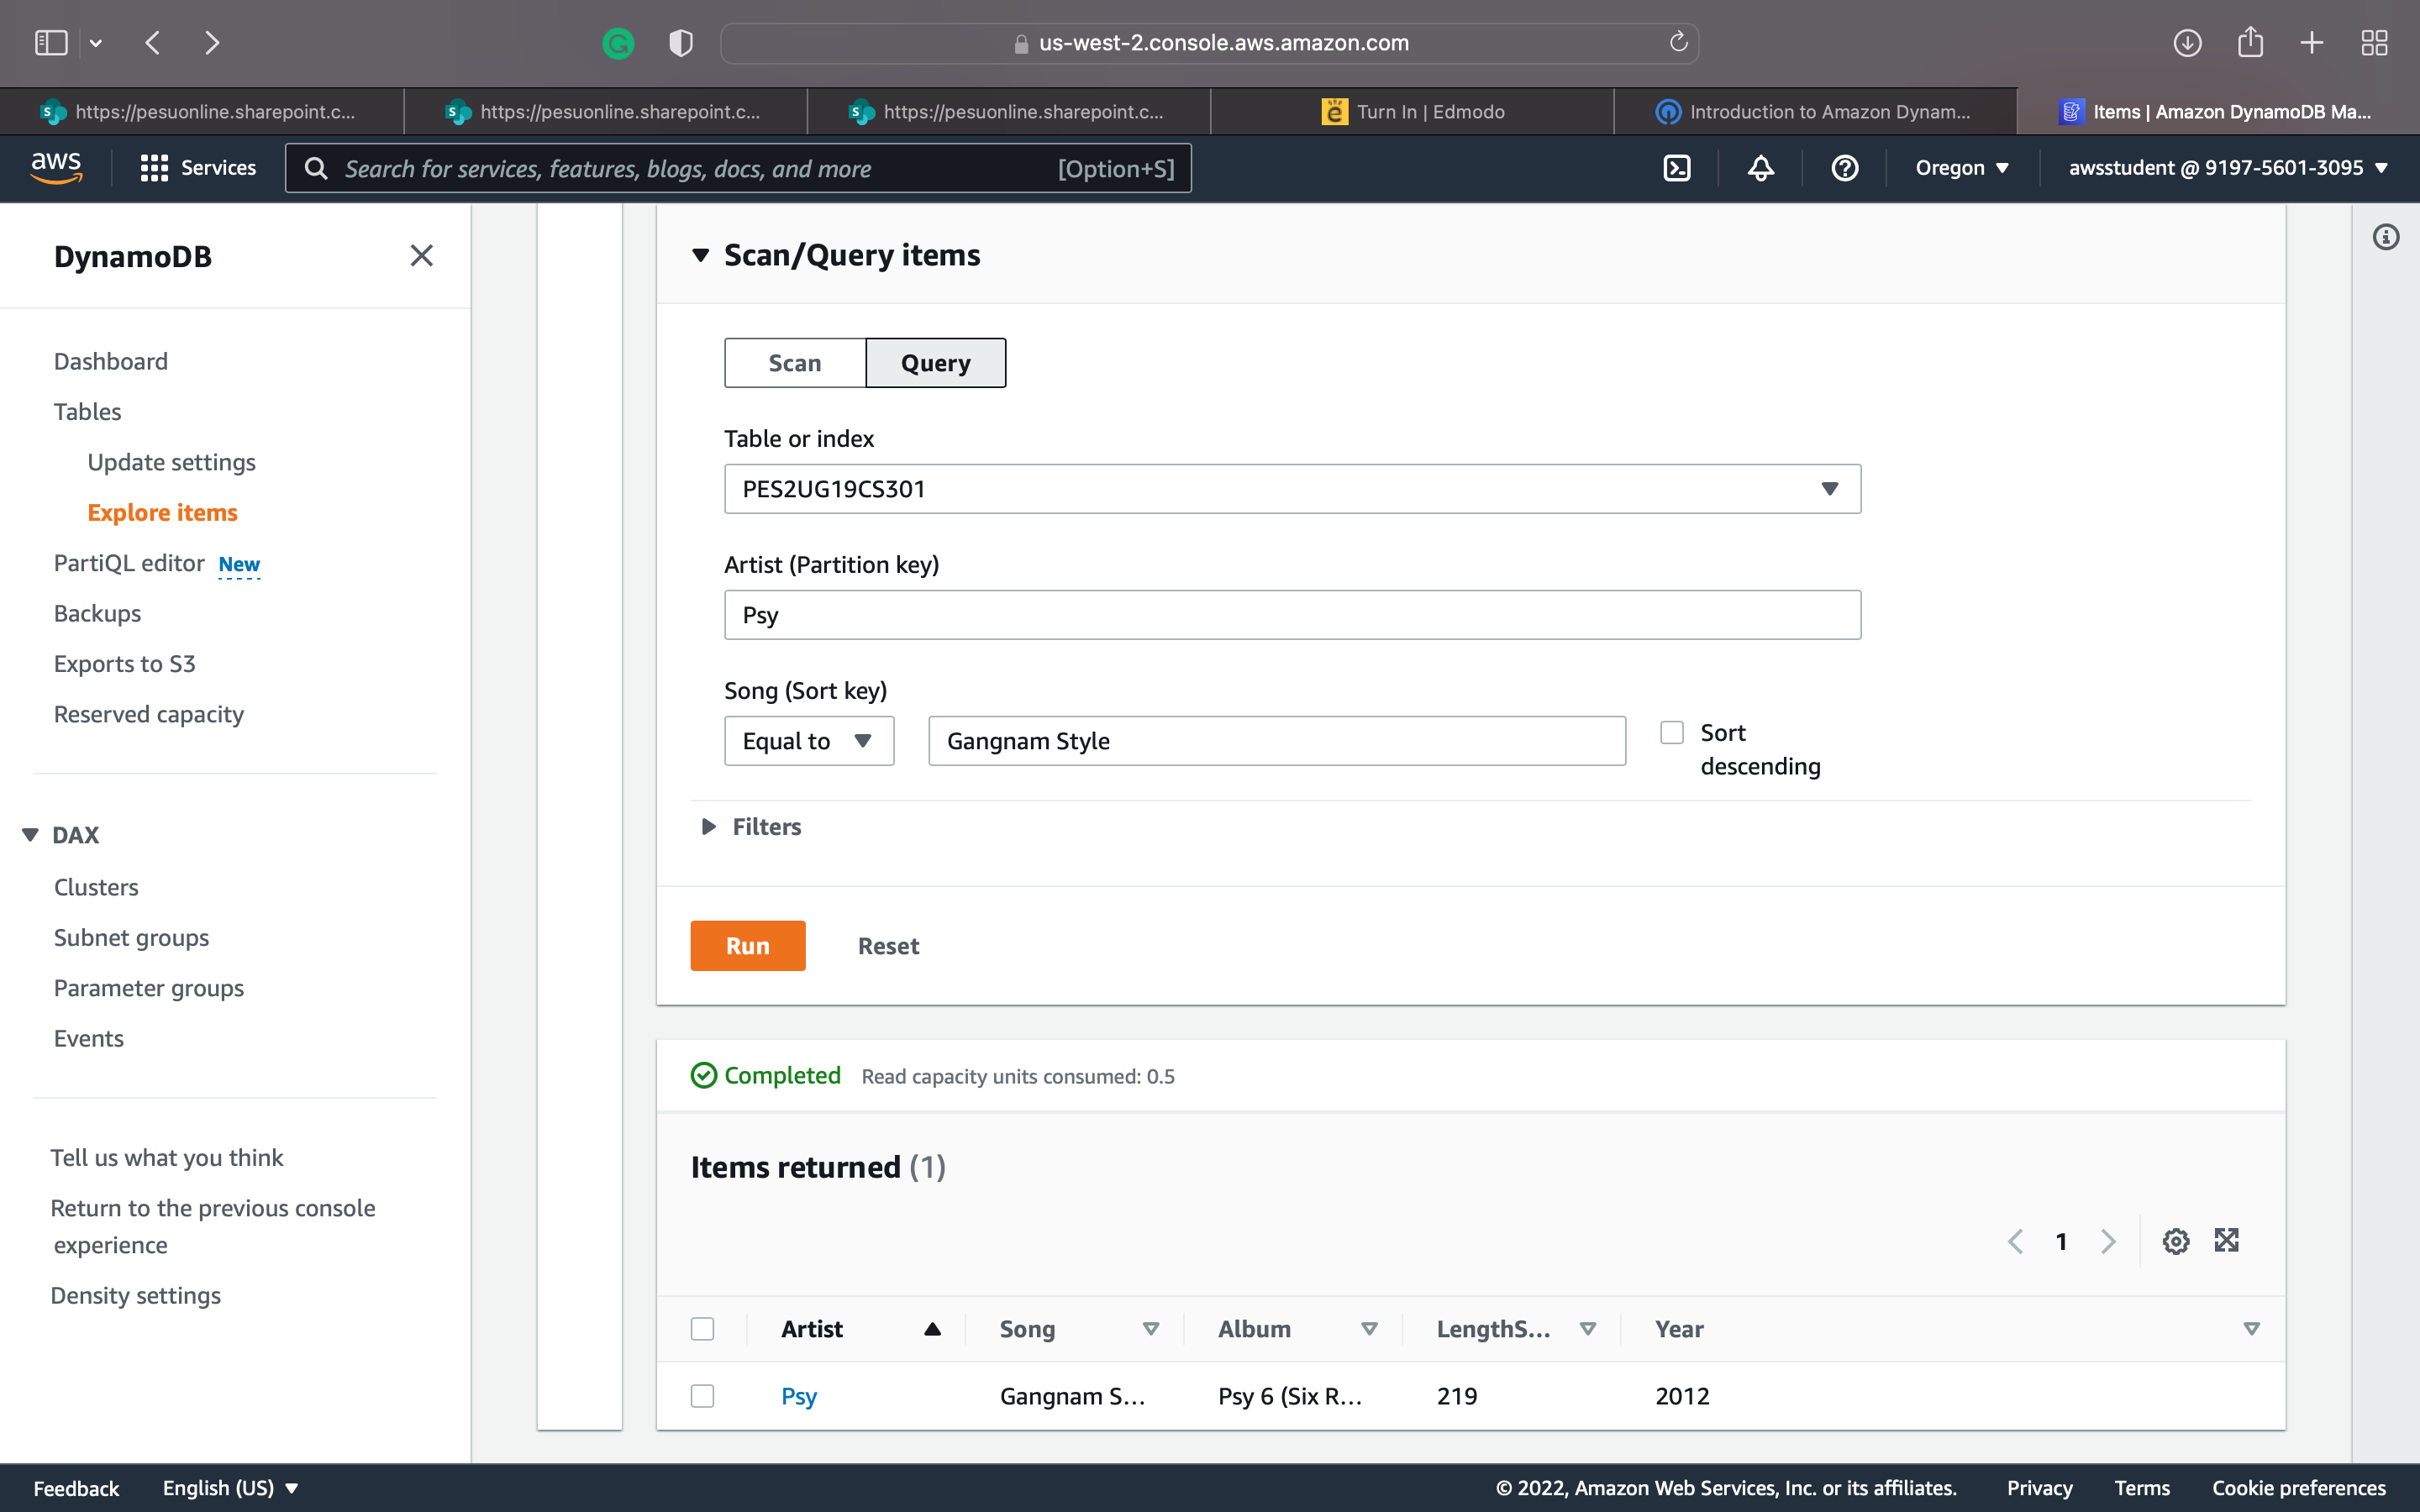 us-west-2.console.aws.amazon.com
https://pesuonline.sharepoint.c...
https://pesuonline.sharepoint.c...
https://pesuonline.sharepoint.c...
Turn In | Edmodo
Introduction to Amazon Dynam...
Items | Amazon DynamoDB Ma...
aws
Services
Search for services, features, blogs, docs, and more
[Option+S]
Oregon
awsstudent @ 9197-5601-3095
DynamoDB
Dashboard
Tables
Update settings
Explore items
PartiQL editor New
Backups
Exports to S3
Reserved capacity
DAX
Clusters
Subnet groups
Parameter groups
Events
Tell us what you think
Return to the previous console
experience
Density settings
Scan/Query items
Scan
Query
Table or index
PES2UG19CS301
Artist (Partition key)
Psy
Song (Sort key)
Equal to
Gangnam Style
Sort
descending
Filters
Run
Reset
Completed
Read capacity units consumed: 0.5
Items returned (1)
1
Artist
Song
Album
LengthS...
Year
Psy
Gangnam S...
Psy 6 (Six R...
219
2012
Feedback
English (US)
© 2022, Amazon Web Services, Inc. or its affiliates.
Privacy
Terms
Cookie preferences